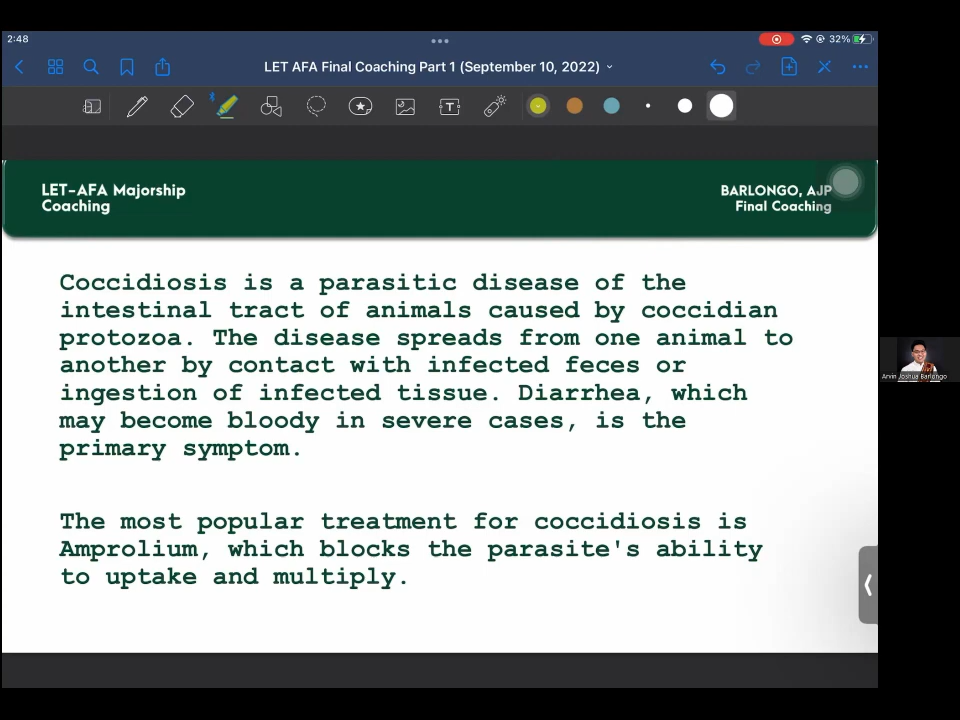 2:48
32%
LET AFA Final Coaching Part 1 (September 10, 2022)
T
LET-AFA Majorship
Coaching
BARLONGO, AJP
Final Coaching
Coccidiosis is a parasitic disease of the
intestinal tract of animals caused by coccidian
protozoa. The disease spreads from one animal to
another by contact with infected feces or
ingestion of infected tissue. Diarrhea, which
may become bloody in severe cases, is the
primary symptom.
The most popular treatment for coccidiosis is
Amprolium, which blocks the parasite's ability
to uptake and multiply.
Arvin Joshua Barlongo